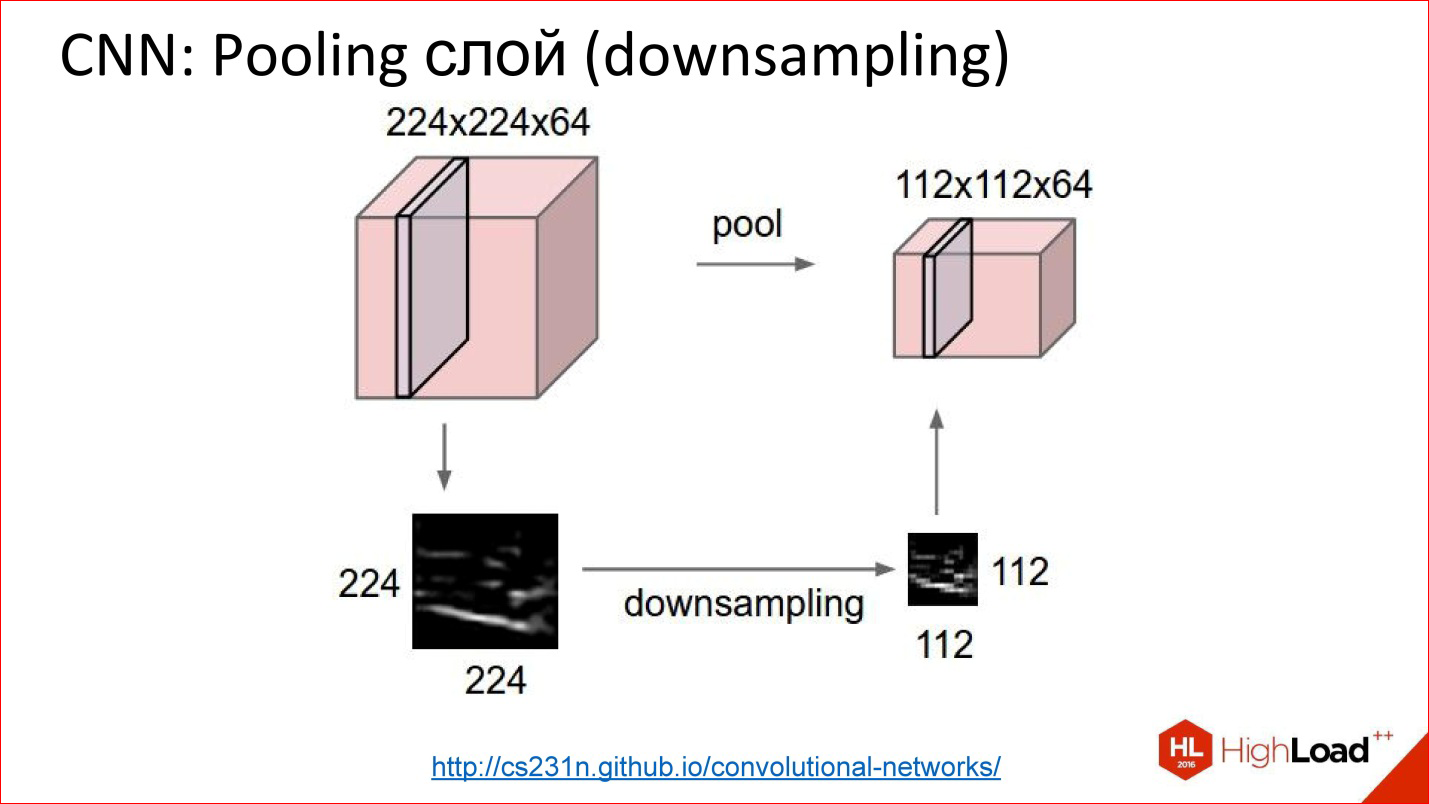 CNN: Pooling слой (downsampling)
224x224x64
112x112x64
pool
224
112
downsampling
112
224
http://cs231n.github.io/convolutional-networks/
HL
2016
HighLoad++